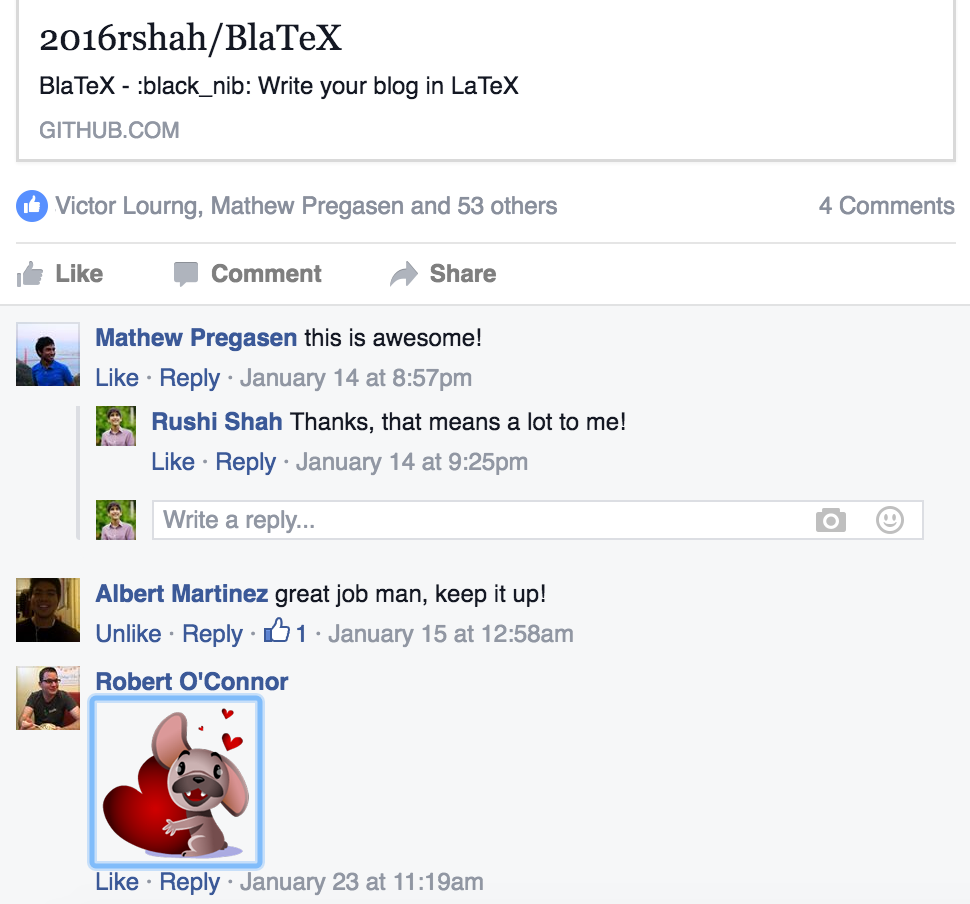 2016rshah/BlaTeX
BlaTeX - :black_nib: Write your blog in LaTeX
GITHUB.COM
Victor Lourng, Mathew Pregasen and 53 others 4 Comments
Like Comment Share
Mathew Pregasen this is awesome!
Like · Reply · January 14 at 8:57pm
Rushi Shah Thanks, that means a lot to me!
Like · Reply · January 14 at 9:25pm
Write a reply...
Albert Martinez great job man, keep it up!
Unlike · Reply · 1 · January 15 at 12:58am
Robert O'Connor
Like · Reply · January 23 at 11:19am